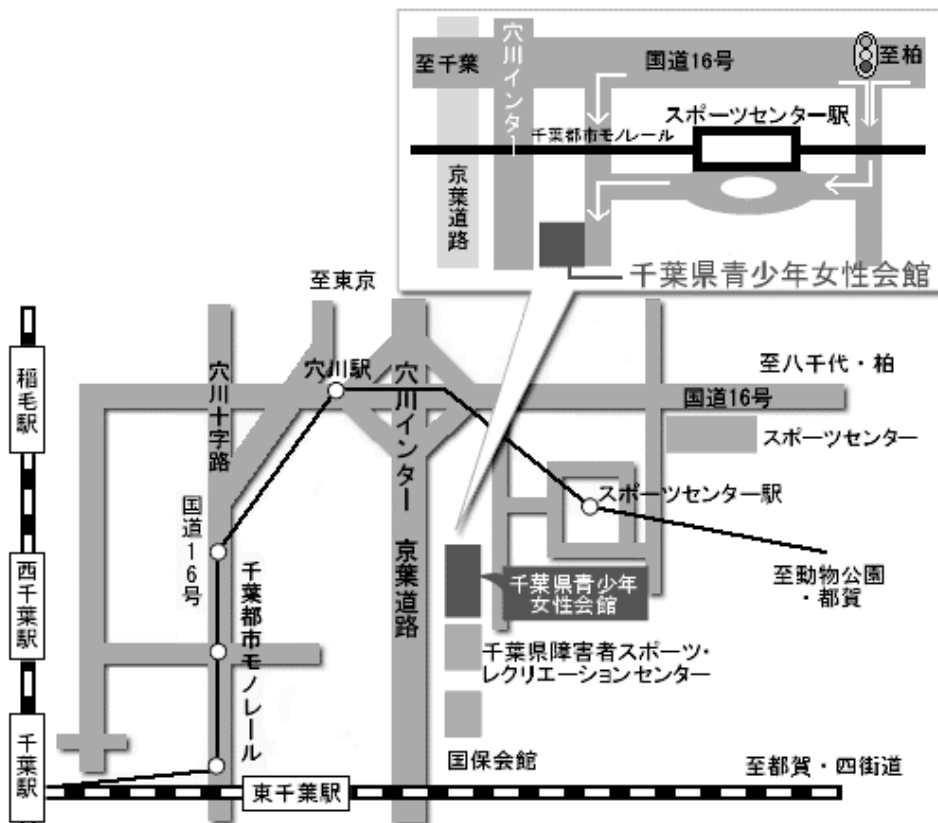 至千葉
穴川インター
国道16号
至柏
スポーツセンター駅
千葉都市モノレール
京葉道路
千葉県青少年女性会館
至東京
稲毛駅
穴川十字路
穴川駅
穴川インター
至八千代・柏
国道16号
スポーツセンター
スポーツセンター駅
国道16号
西千葉駅
千葉都市モノレール
京葉道路
千葉県青少年
女性会館
至動物公園
・都賀
千葉県障害者スポーツ・
レクリエーションセンター
千葉駅
国保会館
東千葉駅
至都賀・四街道